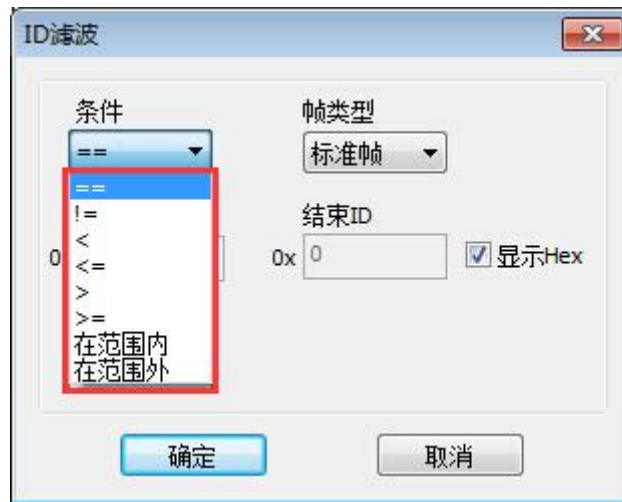 ID滤波
条件
帧类型
==
标准帧
==
!=
<
<=
>
>=
在范围内
在范围外
结束ID
0
0x
0
显示Hex
确定
取消